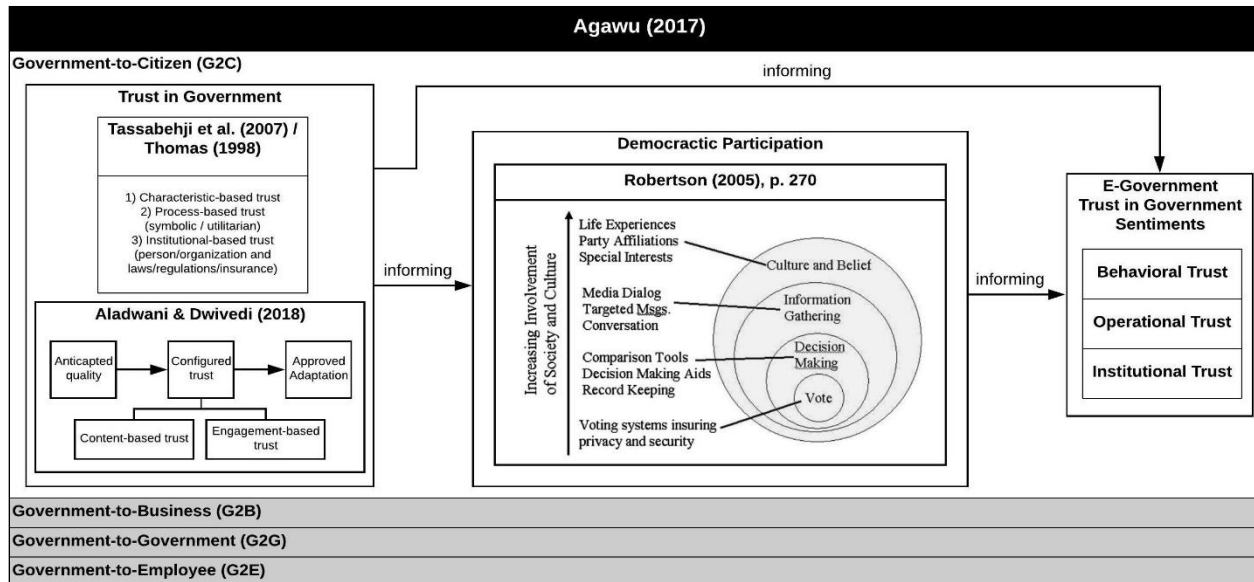 Agawu (2017)
Government-to-Citizen (G2C)
informing
Trust in Government
Tassabehji et al. (2007) /
Thomas (1998)
1) Characteristic-based trust
2) Process-based trust
(symbolic / utilitarian)
3) Institutional-based trust
(person/organization and
laws/regulations/insurance)
Aladwani & Dwivedi (2018)
Anticapted
quality
Configured
trust
Approved
Adaptation
Content-based trust
Engagement-based
trust
informing
Democractic Participation
Robertson (2005), p. 270
Increasing Involvement
of Society and Culture
Life Experiences
Party Affiliations
Special Interests
Media Dialog
Targeted Msgs.
Conversation
Comparison Tools
Decision Making Aids
Record Keeping
Voting systems insuring
privacy and security
Culture and Belief
Information
Gathering
Decision
Making
Vote
informing
E-Government
Trust in Government
Sentiments
Behavioral Trust
Operational Trust
Institutional Trust
Government-to-Business (G2B)
Government-to-Government (G2G)
Government-to-Employee (G2E)